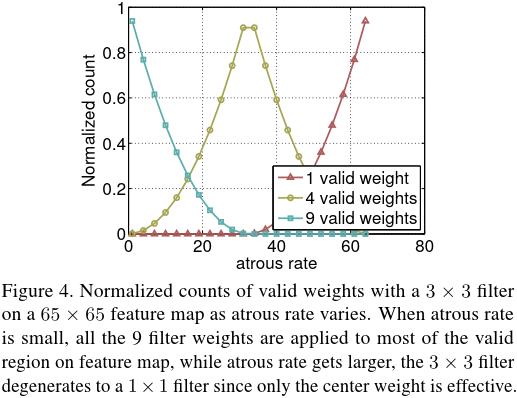 1
0.8
0.6
0.4
0.2
0
0 20 40 60 80
Normalized count
atrous rate
1 valid weight
4 valid weights
9 valid weights
Figure 4. Normalized counts of valid weights with a 3 × 3 filter
on a 65 × 65 feature map as atrous rate varies. When atrous rate
is small, all the 9 filter weights are applied to most of the valid
region on feature map, while atrous rate gets larger, the 3 × 3 filter
degenerates to a 1 × 1 filter since only the center weight is effective.